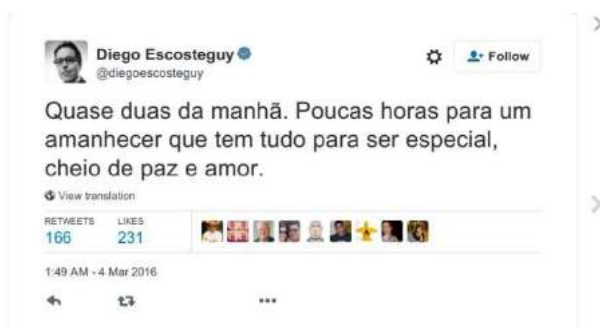 Diego Escosteguy
@diegoescosteguy
Follow
Quase duas da manhã. Poucas horas para um
amanhecer que tem tudo para ser especial,
cheio de paz e amor.
View translation
RETWEETS LIKES
166 231
1:49 AM - 4 Mar 2016